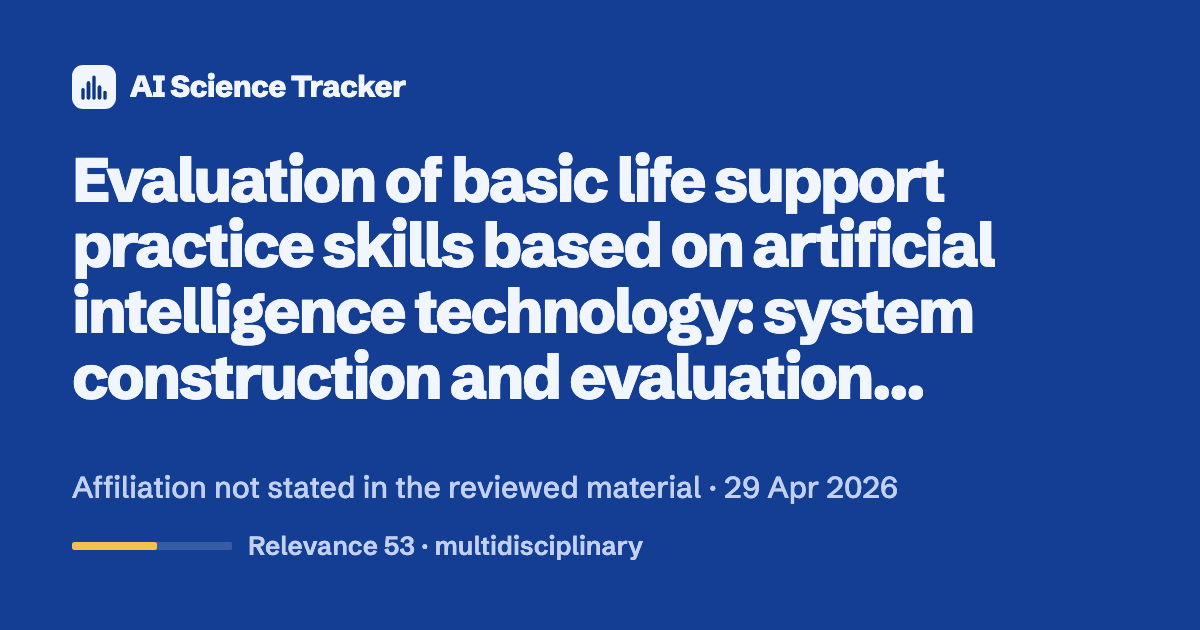 AI Science Tracker
Evaluation of basic life support
practice skills based on artificial
intelligence technology: system
construction and evaluation...
Affiliation not stated in the reviewed material · 29 Apr 2026
Relevance 53 · multidisciplinary